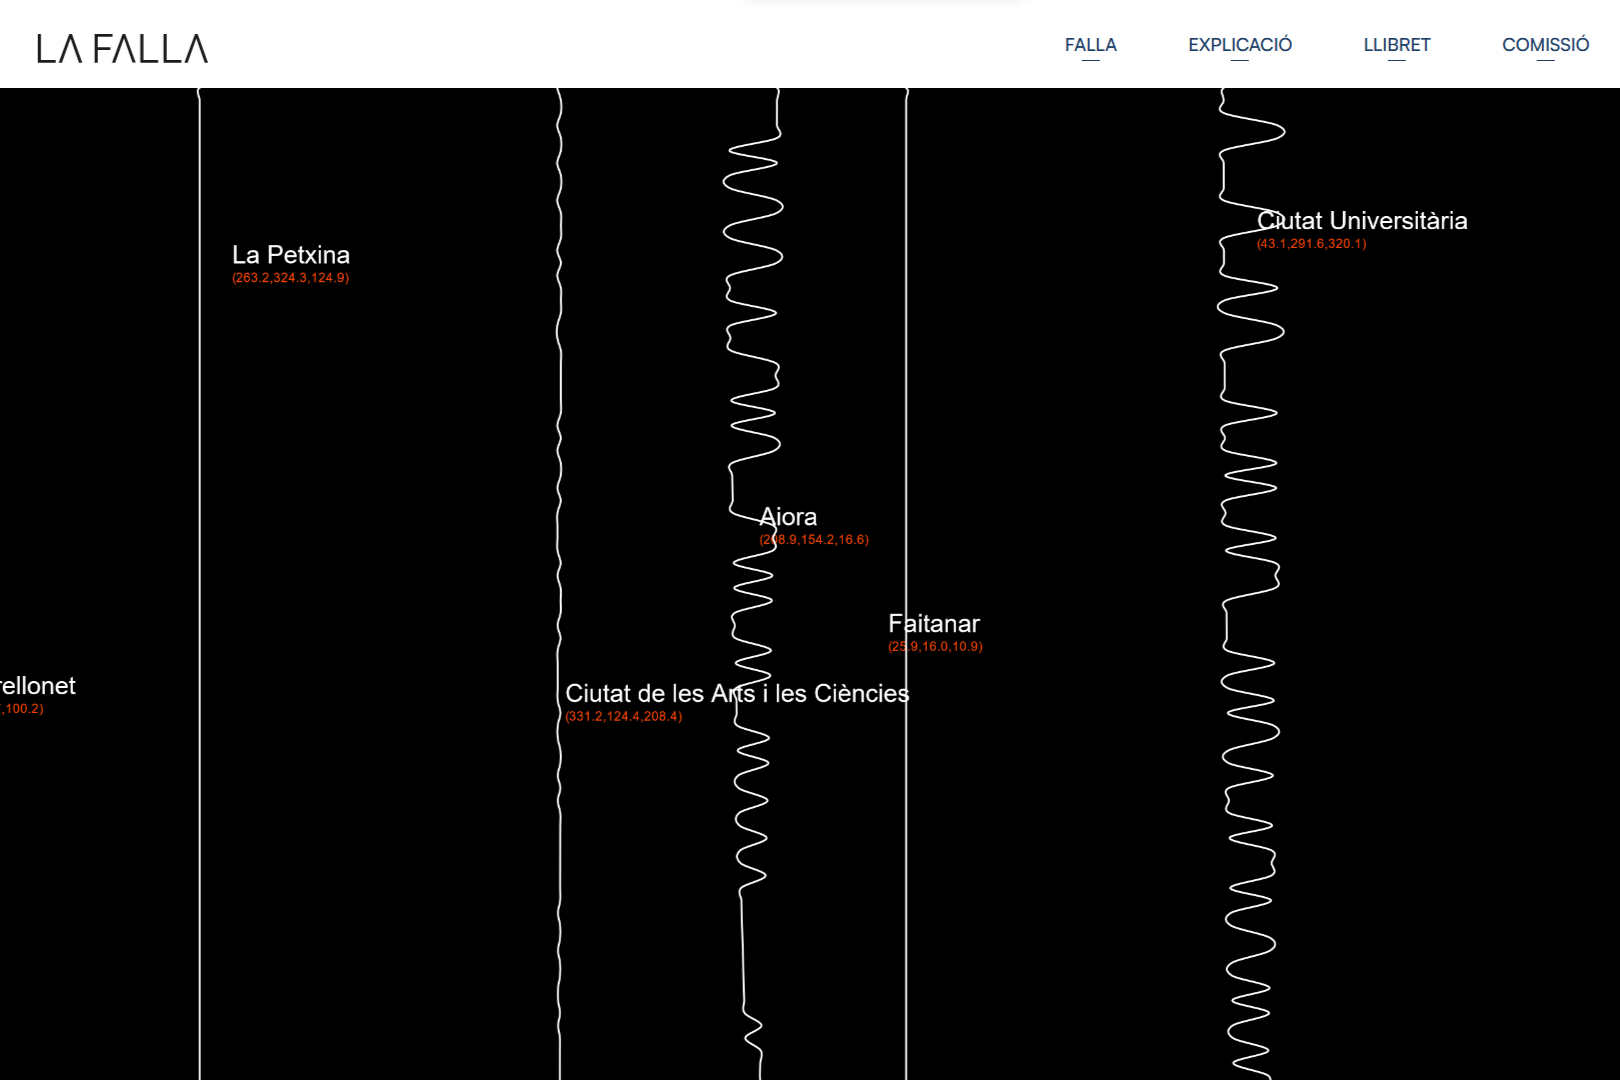 LA FALLA
FALLA
EXPLICACIÓ
LLIBRET
COMISSIÓ
Ciutat Universitària
(43.1,291.6,320.1)
La Petxina
(263.2,324.3,124.9)
Aiora
(208.9,154.2,16.6)
Faitanar
(25.9,16.0,10.9)
rellonet
,100.2)
Ciutat de les Arts i les Ciències
(331.2,124.4,208.4)